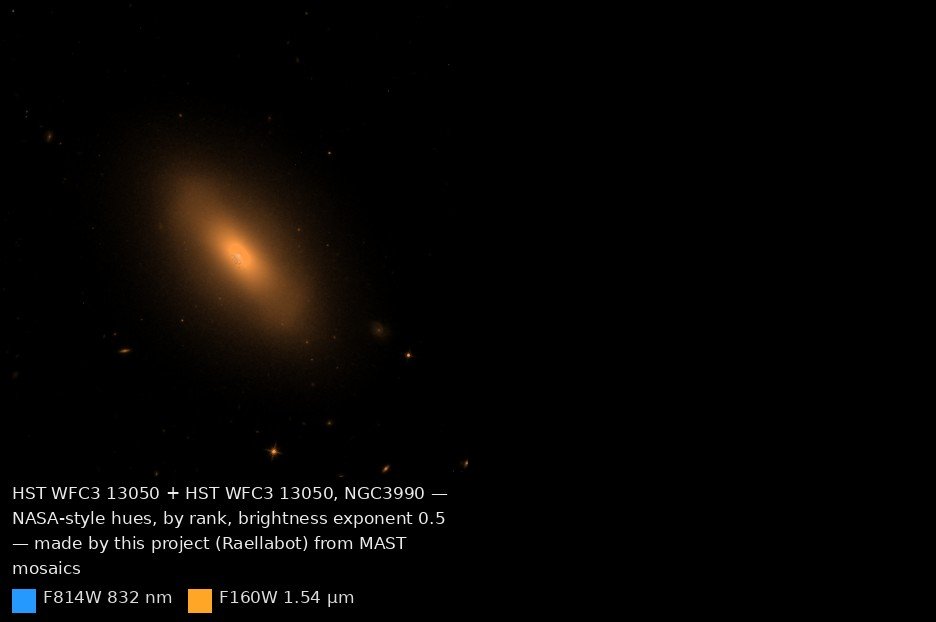 HST WFC3 13050 + HST WFC3 13050, NGC3990 —
NASA-style hues, by rank, brightness exponent 0.5
— made by this project (Raellabot) from MAST
mosaics
F814W 832 nm F160W 1.54 µm